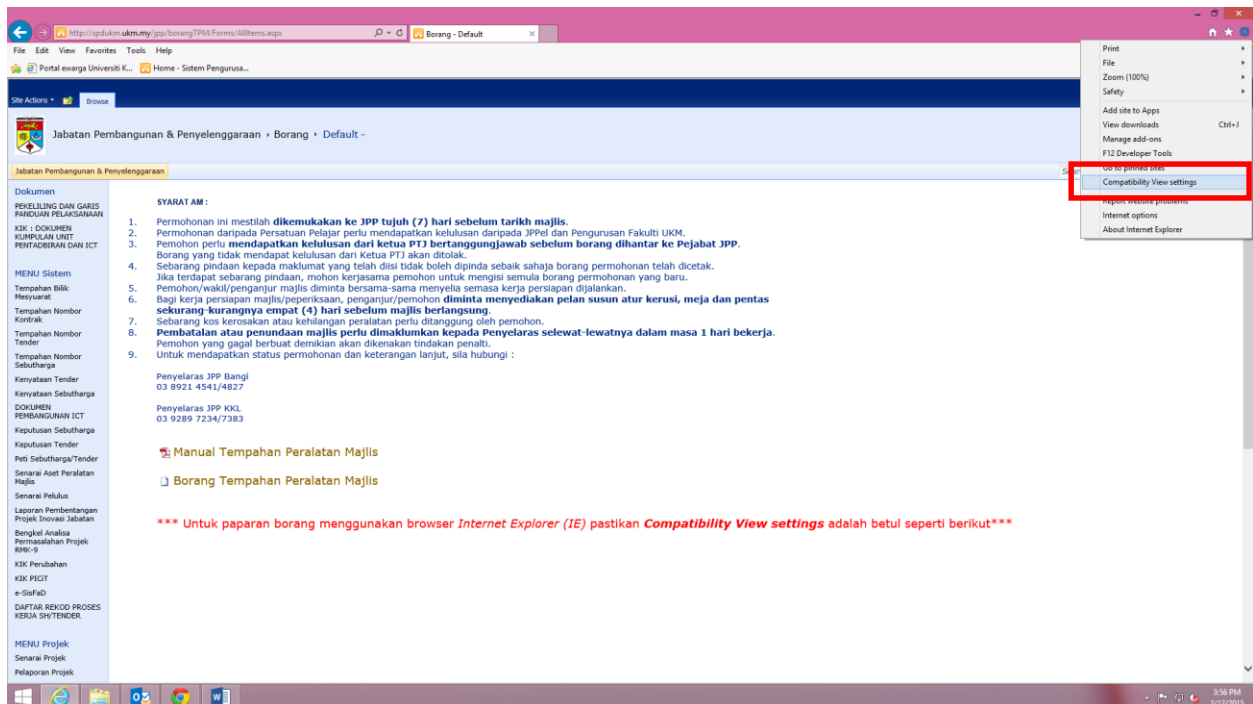 http://spdukm.ukm.my/jpp/borangTPM/Forms/AllItems.aspx
Borang - Default
File Edit View Favorites Tools Help
Portal ewarga Universiti K... Home - Sistem Pengurusa...
Site Actions Browse
Jabatan Pembangunan & Penyelenggaraan › Borang › Default
Jabatan Pembangunan & Penyelenggaraan
Print
File
Zoom (100%)
Safety
Add site to Apps
View downloads Ctrl+J
Manage add-ons
F12 Developer Tools
Go to pinned sites
Compatibility View settings
Report website problems
Internet options
About Internet Explorer
Dokumen
PEKELILING DAN GARIS
PANDUAN PELAKSANAAN
KIK : DOKUMEN
KUMPULAN UNIT
PENTADBIRAN DAN ICT
MENU Sistem
Tempahan Bilik
Mesyuarat
Tempahan Nombor
Kontrak
Tempahan Nombor
Tender
Tempahan Nombor
Sebutharga
Kenyataan Tender
Kenyataan Sebutharga
DOKUMEN
PEMBANGUNAN ICT
Keputusan Sebutharga
Keputusan Tender
Peti Sebutharga/Tender
Senarai Aset Peralatan
Majlis
Senarai Pelulus
Laporan Pembentangan
Projek Inovasi Jabatan
Bengkel Analisa
Permasalahan Projek
RMK-9
KIK Perubahan
KIK PICIT
e-SisFaD
DAFTAR REKOD PROSES
KERJA SH/TENDER
MENU Projek
Senarai Projek
Pelaporan Projek
SYARAT AM :
1. Permohonan ini mestilah dikemukakan ke JPP tujuh (7) hari sebelum tarikh majlis.
2. Permohonan daripada Persatuan Pelajar perlu mendapatkan kelulusan dari JPPel dan Pengurusan Fakulti UKM.
3. Pemohon perlu mendapatkan kelulusan dari ketua PTJ bertanggungjawab sebelum borang dihantar ke Pejabat JPP.
Borang yang tidak mendapat kelulusan dari Ketua PTJ akan ditolak.
4. Sebarang pindaan kepada maklumat yang telah diisi tidak boleh dipinda sebaik sahaja borang permohonan telah dicetak.
Jika terdapat sebarang pindaan, mohon kerjasama pemohon untuk mengisi semula borang permohonan yang baru.
5. Pemohon/wakil/penganjur majlis diminta bersama-sama menyelia semasa kerja persiapan dijalankan.
6. Bagi kerja persiapan majlis/peperiksaan, penganjur/pemohon diminta menyediakan pelan susun atur kerusi, meja dan pentas
sekurang-kurangnya empat (4) hari sebelum majlis berlangsung.
7. Sebarang kos kerosakan atau kehilangan peralatan perlu ditanggung oleh pemohon.
8. Pembatalan atau penundaan majlis perlu dimaklumkan kepada Penyelaras selewat-lewatnya dalam masa 1 hari bekerja.
Pemohon yang gagal berbuat demikian akan dikenakan tindakan penalti.
9. Untuk mendapatkan status permohonan dan keterangan lanjut, sila hubungi :
Penyelaras JPP Bangi
03 8921 4541/4827
Penyelaras JPP KKL
03 9289 7234/7383
Manual Tempahan Peralatan Majlis
Borang Tempahan Peralatan Majlis
*** Untuk paparan borang menggunakan browser Internet Explorer (IE) pastikan Compatibility View settings adalah betul seperti berikut***
3:56 PM
2/12/2015